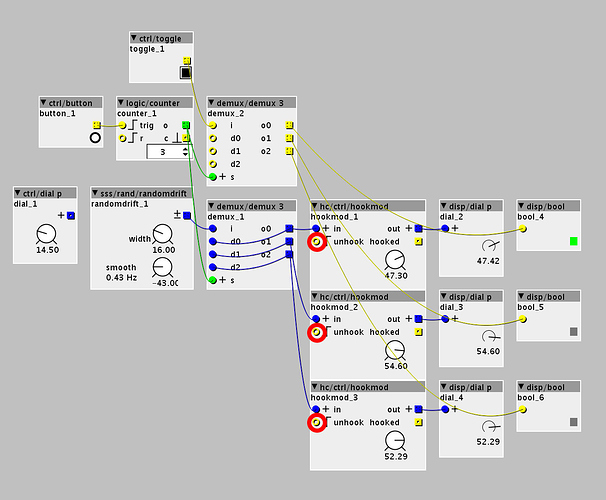 ▼ ctrl/toggle
toggle_1
▼ ctrl/button
button_1
▼ logic/counter
counter_1
trig o
r c
3
▼ demux/demux 3
demux_2
i o0
d0 o1
d1 o2
d2
+ s
▼ ctrl/dial p
dial_1
+
14.50
▼ sss/rand/randomdrift
randomdrift_1
±
width
16.00
smooth
0.43 Hz
-43.00
▼ demux/demux 3
demux_1
i o0
d0 o1
d1 o2
d2
+ s
▼ hc/ctrl/hookmod
hookmod_1
+ in out +
unhook hooked
47.30
▼ disp/dial p
dial_2
+
47.42
▼ disp/bool
bool_4
▼ hc/ctrl/hookmod
hookmod_2
+ in out +
unhook hooked
54.60
▼ disp/dial p
dial_3
+
54.60
▼ disp/bool
bool_5
▼ hc/ctrl/hookmod
hookmod_3
+ in out +
unhook hooked
52.29
▼ disp/dial p
dial_4
+
52.29
▼ disp/bool
bool_6